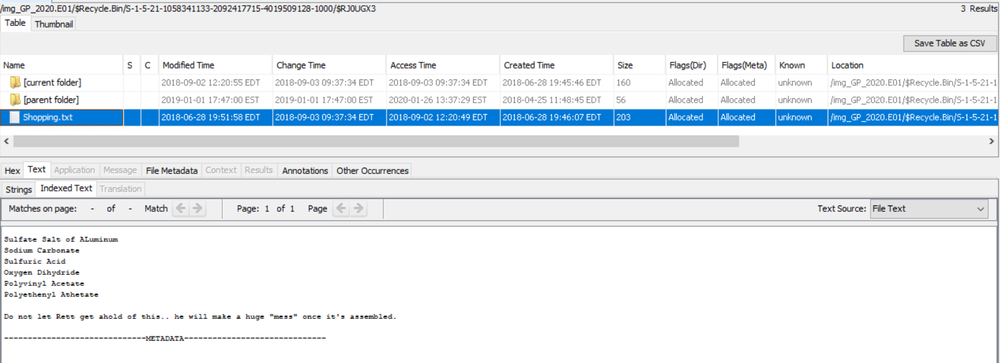 /img_GP_2020.E01/$Recycle.Bin/S-1-5-21-1058341133-2092417715-4019509128-1000/$RJ0UGX3 3 Results
Table Thumbnail
Save Table as CSV
Name S C Modified Time Change Time Access Time Created Time Size Flags(Dir) Flags(Meta) Known Location
[current folder] 2018-09-02 12:20:55 EDT 2018-09-03 09:37:34 EDT 2018-09-03 09:37:34 EDT 2018-06-28 19:45:46 EDT 160 Allocated Allocated unknown /img_GP_2020.E01/$Recycle.Bin/S-1-5-21-1
[parent folder] 2019-01-01 17:47:00 EST 2019-01-01 17:47:00 EST 2020-01-26 13:37:29 EST 2018-04-25 11:48:45 EDT 56 Allocated Allocated unknown /img_GP_2020.E01/$Recycle.Bin/S-1-5-21-1
Shopping.txt 2018-06-28 19:51:58 EDT 2018-09-03 09:37:34 EDT 2018-09-02 12:20:49 EDT 2018-06-28 19:46:07 EDT 203 Allocated Allocated unknown /img_GP_2020.E01/$Recycle.Bin/S-1-5-21-1
Hex Text Application Message File Metadata Context Results Annotations Other Occurrences
Strings Indexed Text Translation
Matches on page: - of - Match Page: 1 of 1 Page Text Source: File Text
Sulfate Salt of ALuminum
Sodium Carbonate
Sulfuric Acid
Oxygen Dihydride
Polyvinyl Acetate
Polyethenyl Athetate
Do not let Rett get ahold of this.. he will make a huge "mess" once it's assembled.
------------------------------METADATA------------------------------